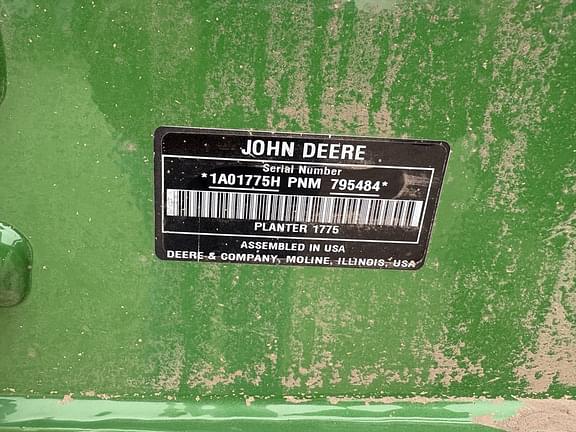 JOHN DEERE
Serial Number
*1A01775H PNM 795484*
PLANTER 1775
ASSEMBLED IN USA
DEERE & COMPANY, MOLINE, ILLINOIS, USA